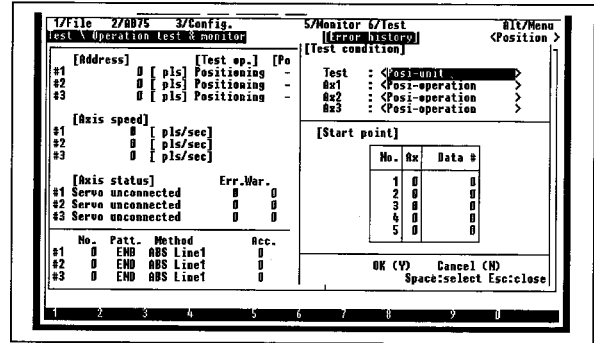 1/File 2/AD75 3/Config. 5/Monitor 6/Test Alt/Menu
Test \ Operation test & monitor [Error history] <Position >
[Address] [Test op.] [Po
#1 0 [ pls] Positioning -
#2 0 [ pls] Positioning -
#3 0 [ pls] Positioning -
[Axis speed]
#1 0 [ pls/sec]
#2 0 [ pls/sec]
#3 0 [ pls/sec]
[Axis status] Err.War.
#1 Servo unconnected 0 0
#2 Servo unconnected 0 0
#3 Servo unconnected 0 0
No. Patt. Method Acc.
#1 0 END ABS Line1 0
#2 0 END ABS Line1 0
#3 0 END ABS Line1 0
[Test condition]
Test : <Posi-unit >
Ax1 : <Posi-operation >
Ax2 : <Posi-operation >
Ax3 : <Posi-operation >
[Start point]
No. Ax Data #
1 0 0
2 0 0
3 0 0
4 0 0
5 0 0
OK (Y) Cancel (N)
Space:select Esc:close
1 2 3 4 5 6 7 8 9 0